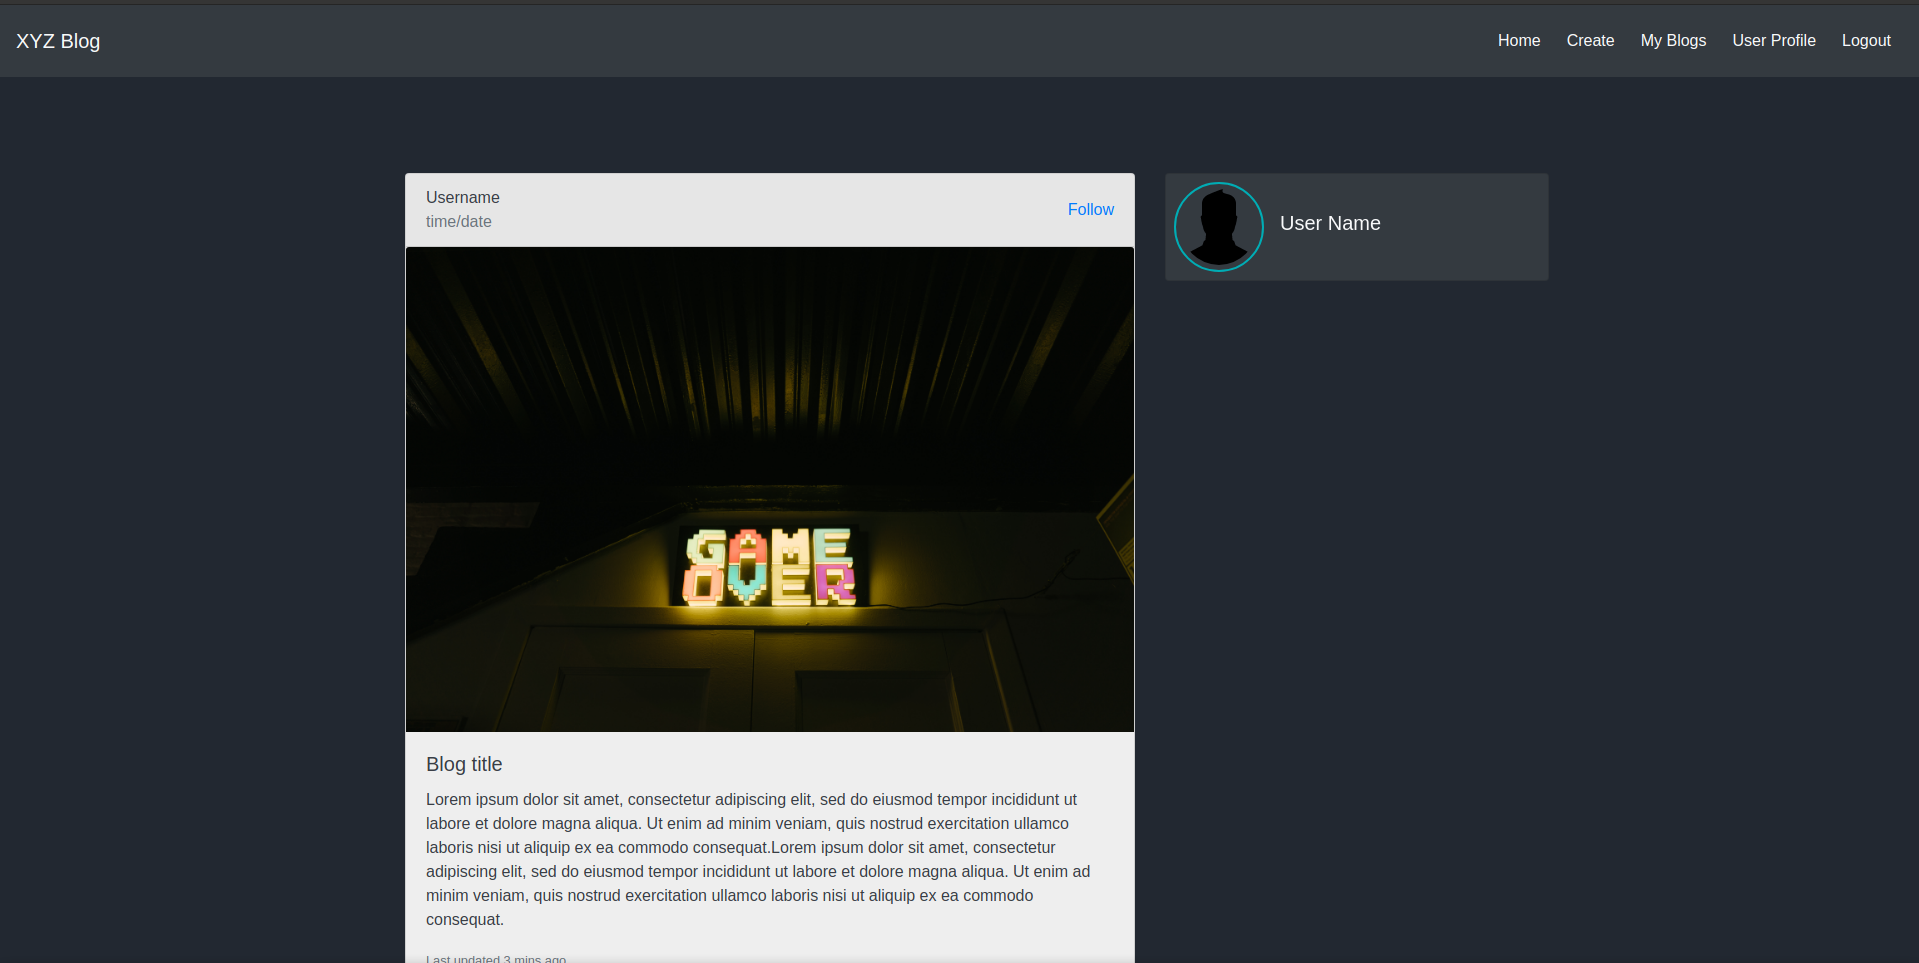 XYZ Blog
Home Create My Blogs User Profile Logout
Username
time/date
Follow
User Name
GAME
OVER
Blog title
Lorem ipsum dolor sit amet, consectetur adipiscing elit, sed do eiusmod tempor incididunt ut
labore et dolore magna aliqua. Ut enim ad minim veniam, quis nostrud exercitation ullamco
laboris nisi ut aliquip ex ea commodo consequat.Lorem ipsum dolor sit amet, consectetur
adipiscing elit, sed do eiusmod tempor incididunt ut labore et dolore magna aliqua. Ut enim ad
minim veniam, quis nostrud exercitation ullamco laboris nisi ut aliquip ex ea commodo
consequat.
Last updated 3 mins ago